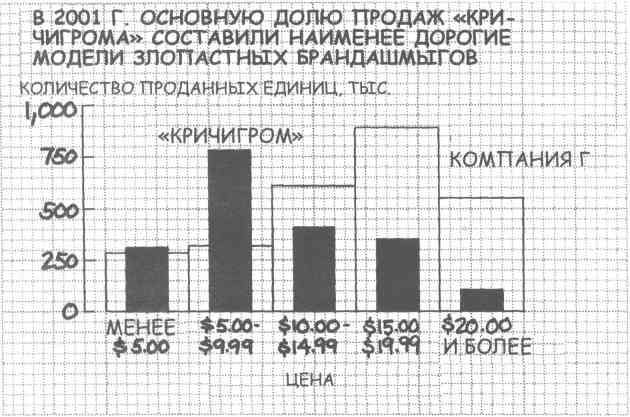 В 2001 Г. ОСНОВНУЮ ДОЛЮ ПРОДАЖ «КРИ-
ЧИГРОМА» СОСТАВИЛИ НАИМЕНЕЕ ДОРОГИЕ
МОДЕЛИ ЗЛОПАСТНЫХ БРАНДАШМЫГОВ
КОЛИЧЕСТВО ПРОДАННЫХ ЕДИНИЦ, ТЫС.
1,000
750
500
250
0
«КРИЧИГРОМ»
КОМПАНИЯ Г
МЕНЕЕ
$5.00
$5.00-
$9.99
$10.00-
$14.99
$15.00
$19.99
$20.00
И БОЛЕЕ
ЦЕНА